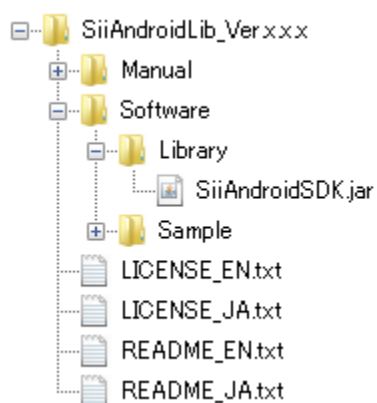 SiiAndroidLib_Ver.x.x.x
Manual
Software
Library
SiiAndroidSDK.jar
Sample
LICENSE_EN.txt
LICENSE_JA.txt
README_EN.txt
README_JA.txt